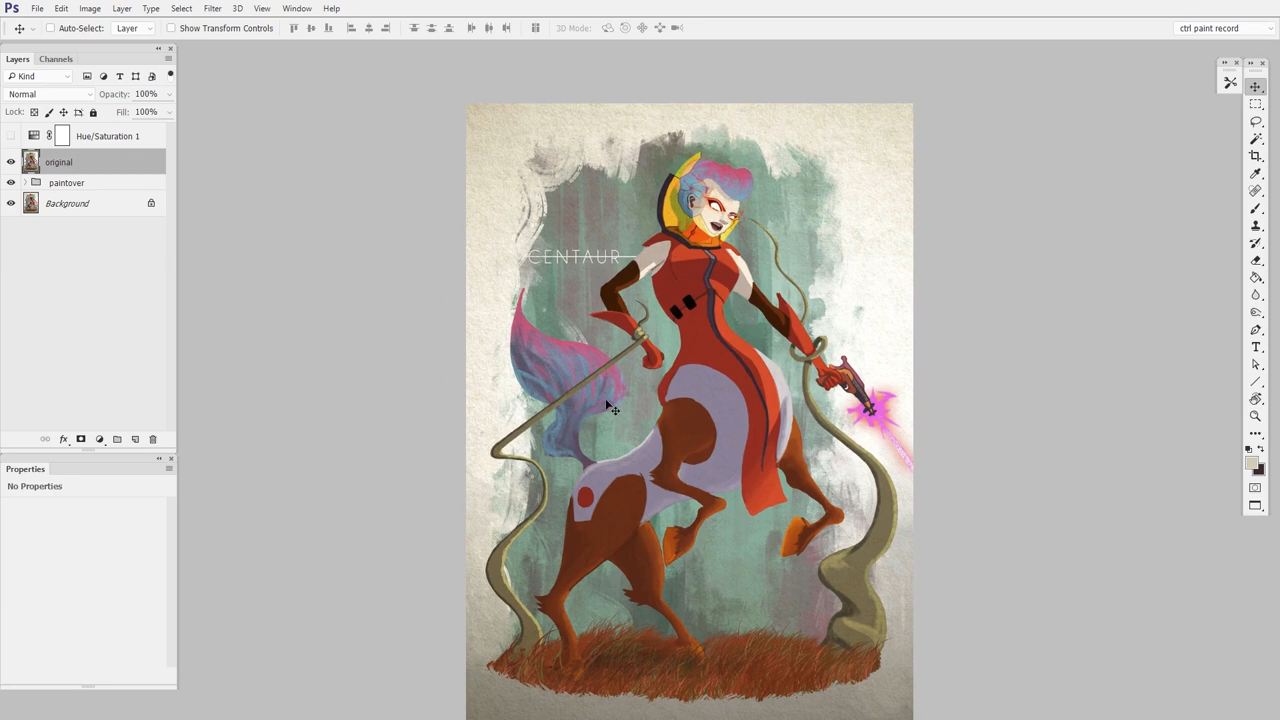 Ps File Edit Image Layer Type Select Filter 3D View Window Help
Auto-Select: Layer Show Transform Controls 3D Mode: ctrl paint record
Layers Channels
Kind
Normal Opacity: 100%
Lock: Fill: 100%
Hue/Saturation 1
original
paintover
Background
Properties
No Properties
CENTAUR